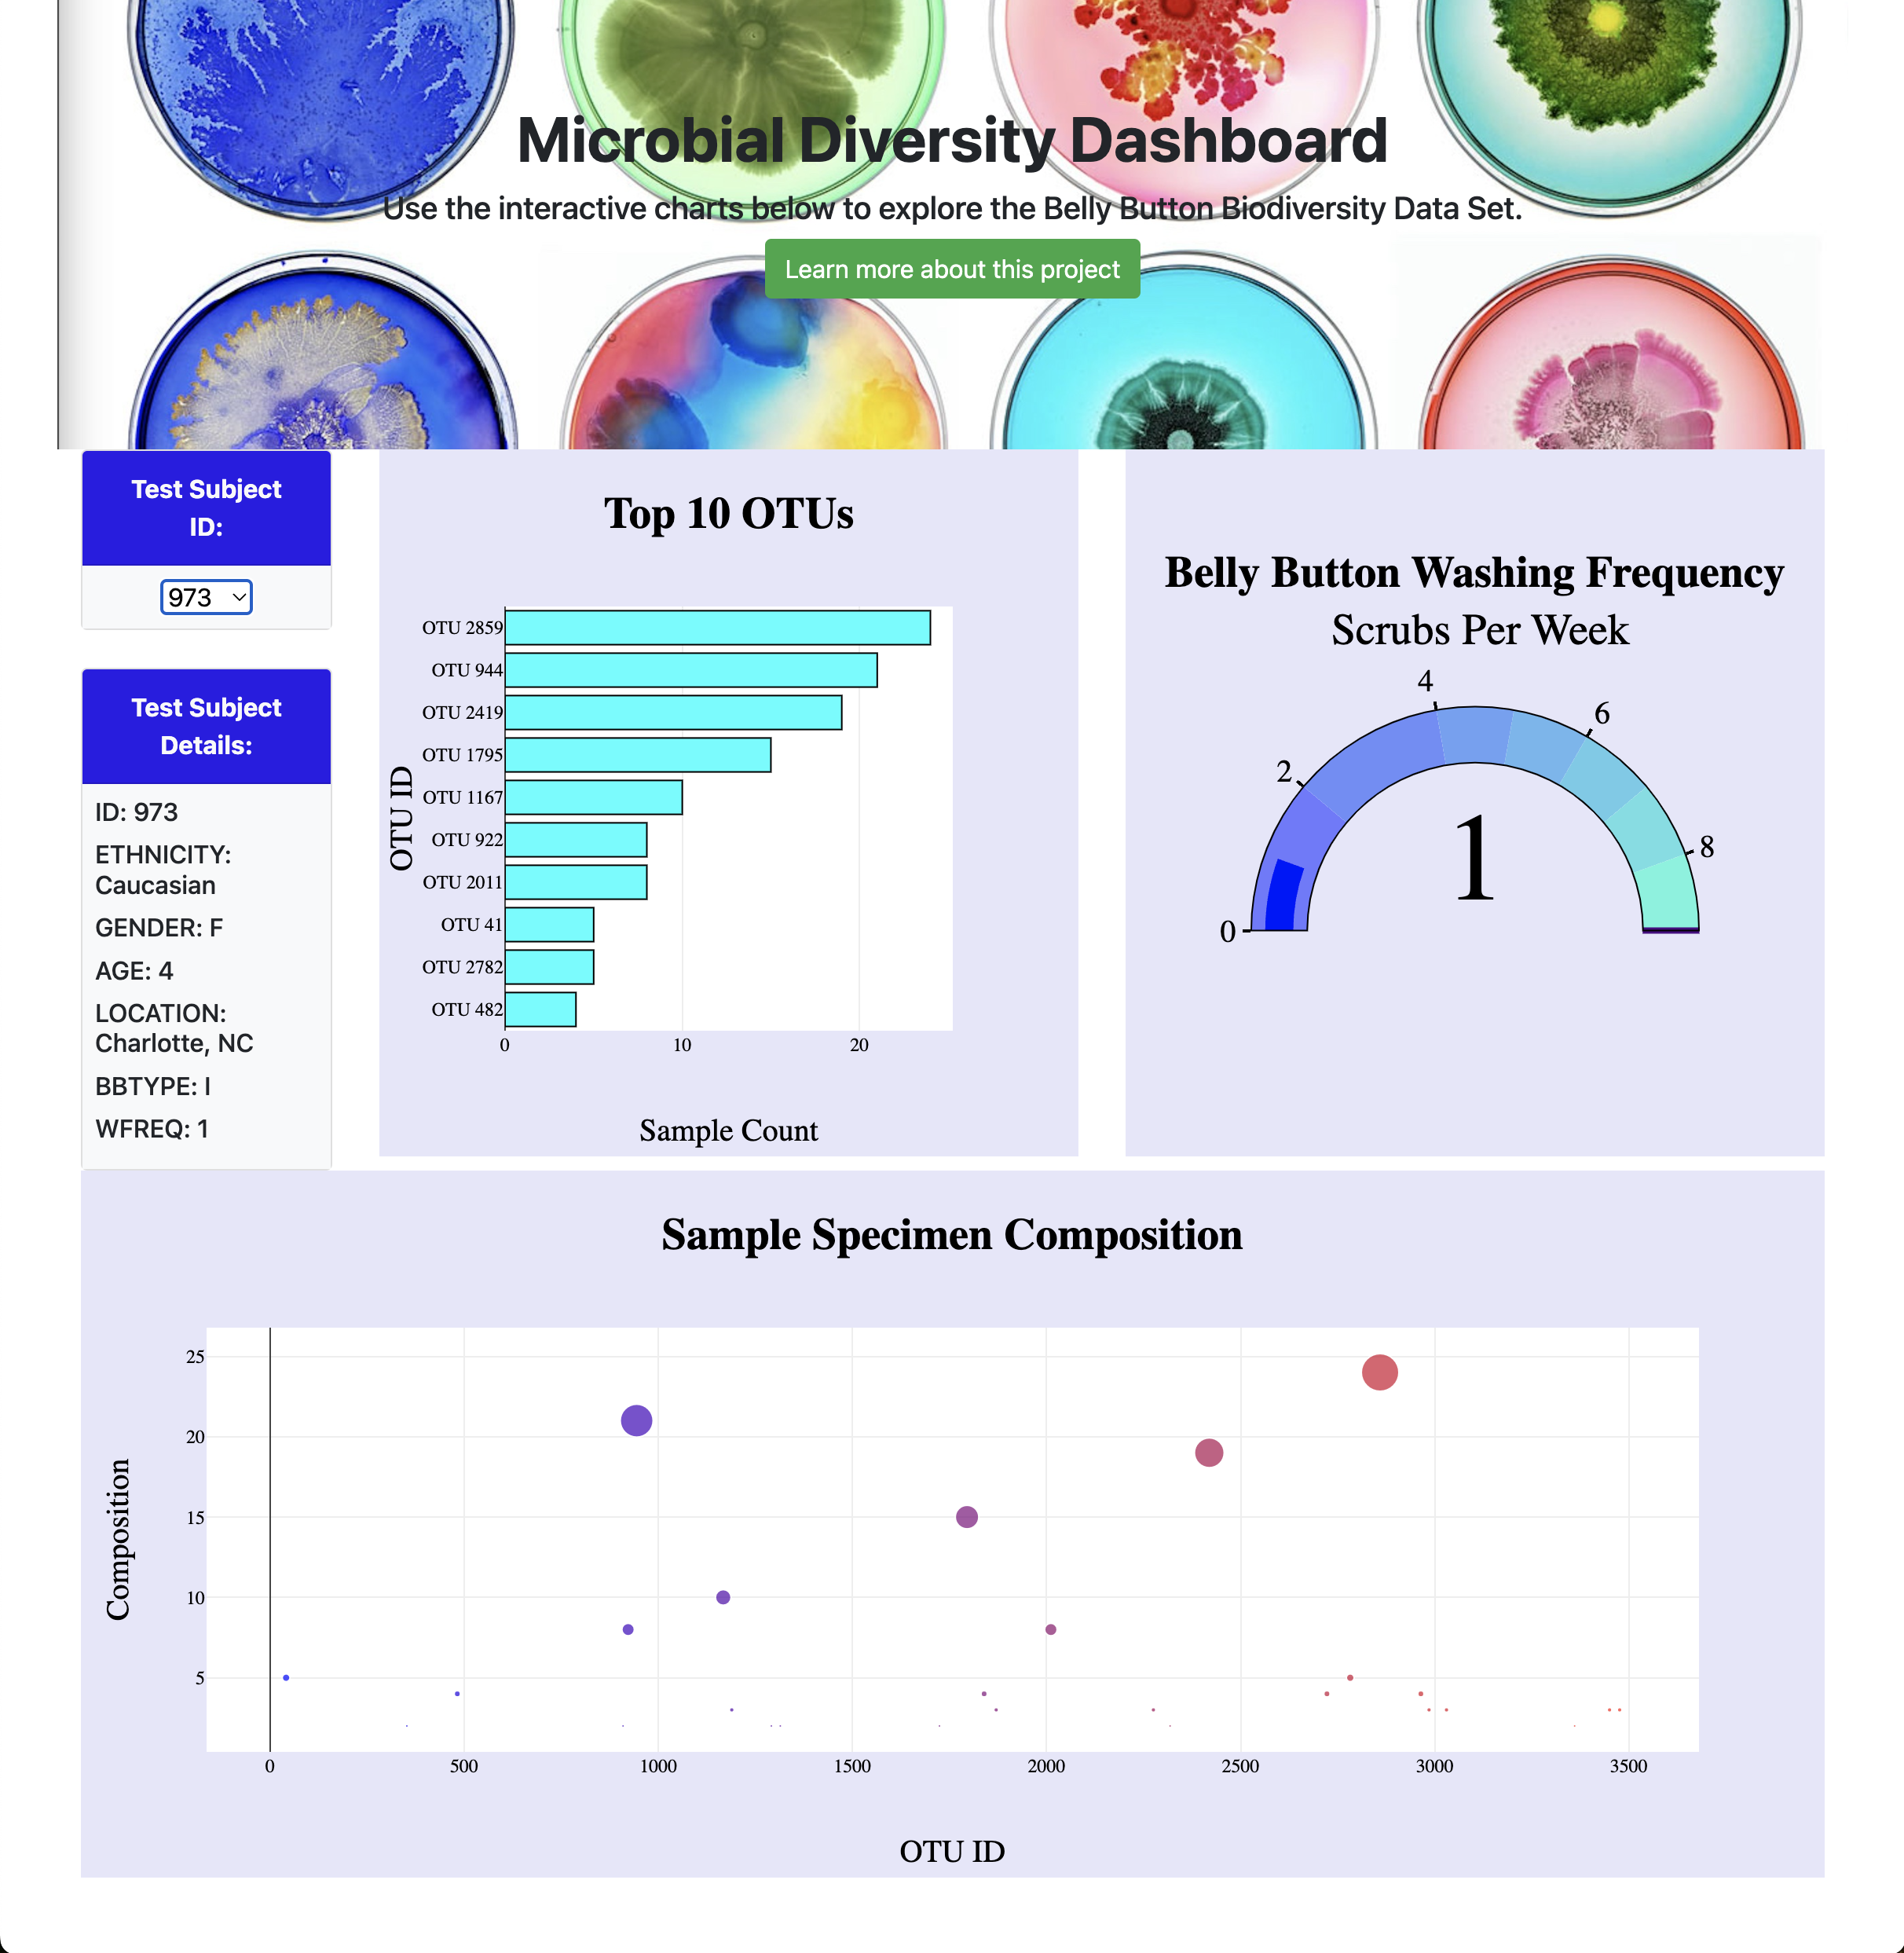 Microbial Diversity Dashboard
Use the interactive charts below to explore the Belly Button Biodiversity Data Set.
Learn more about this project
Test Subject
ID:
973
Test Subject
Details:
ID: 973
ETHNICITY:
Caucasian
GENDER: F
AGE: 4
LOCATION:
Charlotte, NC
BBTYPE: I
WFREQ: 1
Top 10 OTUs
OTU ID
OTU 2859
OTU 944
OTU 2419
OTU 1795
OTU 1167
OTU 922
OTU 2011
OTU 41
OTU 2782
OTU 482
0 10 20
Sample Count
Belly Button Washing Frequency
Scrubs Per Week
0
2
4
6
8
1
Sample Specimen Composition
Composition
25
20
15
10
5
0 500 1000 1500 2000 2500 3000 3500
OTU ID